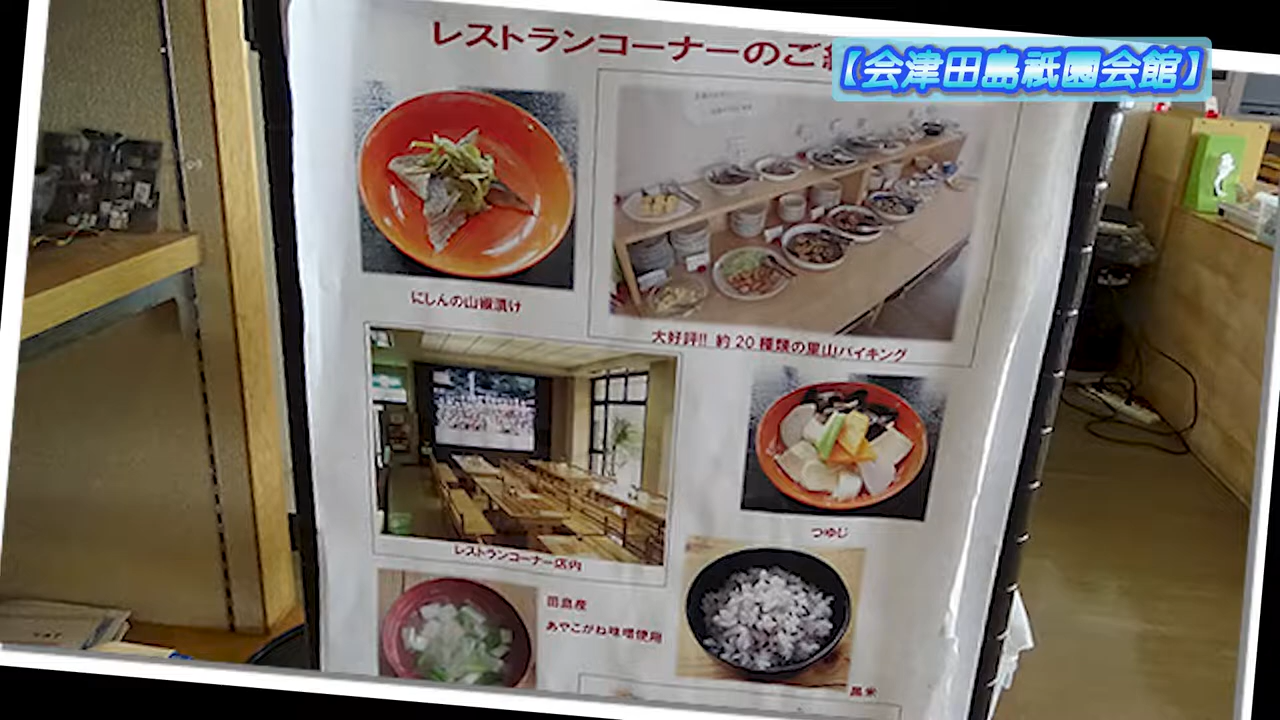 レストランコーナーのご
【会津田島祇園会館】
にしんの山椒漬け
大好評!! 約20種類の里山バイキング
レストランコーナー店内
つゆじ
田島産
あやこがね味噌使用
黒米